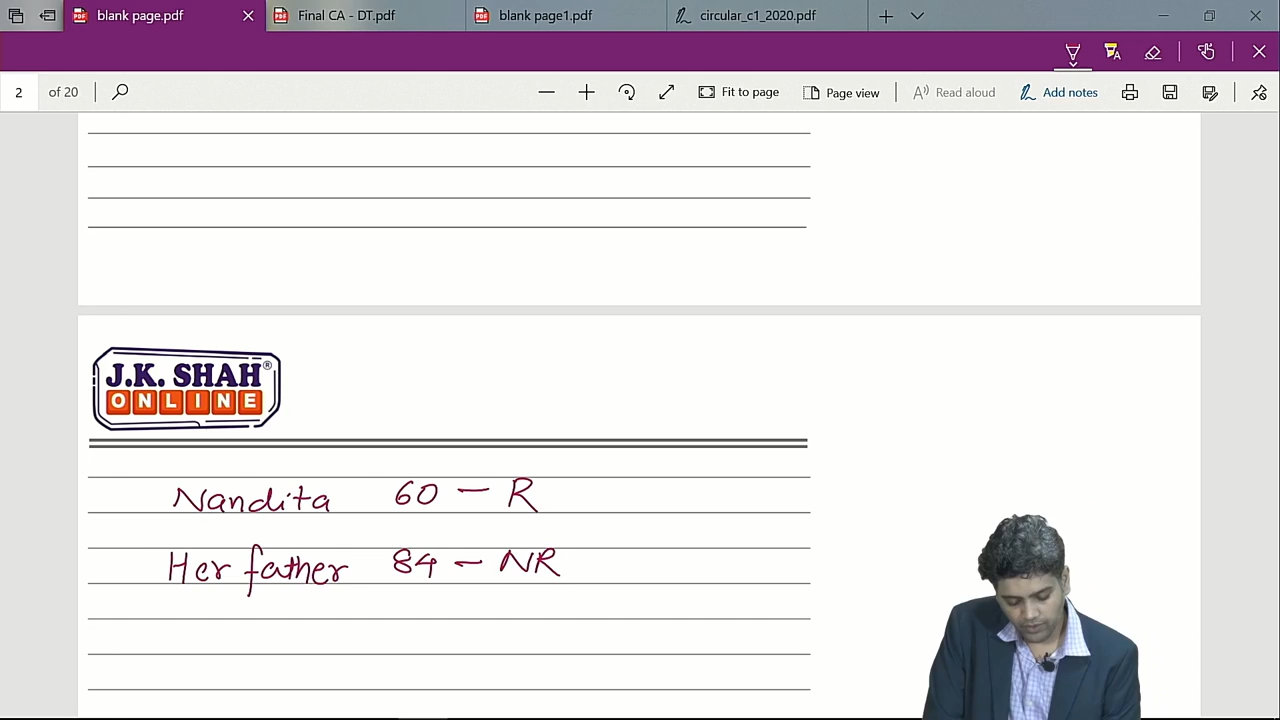 blank page.pdf Final CA - DT.pdf blank page1.pdf circular_c1_2020.pdf
2 of 20 Fit to page Page view Read aloud Add notes
J.K. SHAH®
ONLINE
Nandita 60 – R
Her father 84 – NR